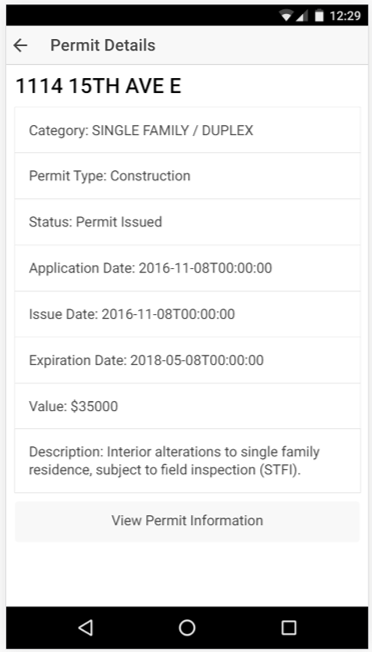 12:29
Permit Details
1114 15TH AVE E
Category: SINGLE FAMILY / DUPLEX
Permit Type: Construction
Status: Permit Issued
Application Date: 2016-11-08T00:00:00
Issue Date: 2016-11-08T00:00:00
Expiration Date: 2018-05-08T00:00:00
Value: $35000
Description: Interior alterations to single family
residence, subject to field inspection (STFI).
View Permit Information